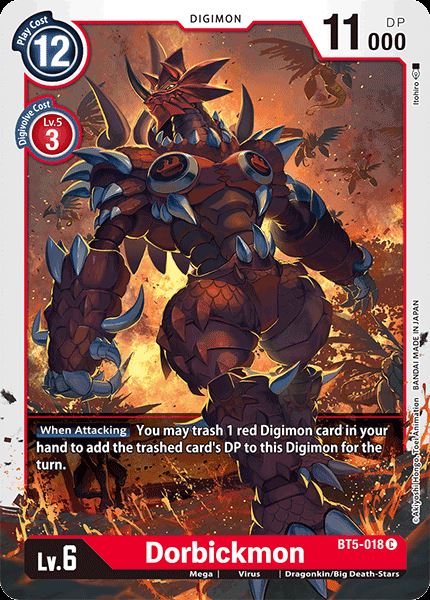 Play Cost
12
DIGIMON
11000
DP
Digivolve Cost
Lv.5
3
Itohiro
When Attacking You may trash 1 red Digimon card in your
hand to add the trashed card's DP to this Digimon for the
turn.
©Akiyoshi Hongo, Toei Animation BANDAI MADE IN JAPAN
Lv.6
Dorbickmon
BT5-018 C
Mega | Virus | Dragonkin/Big Death-Stars